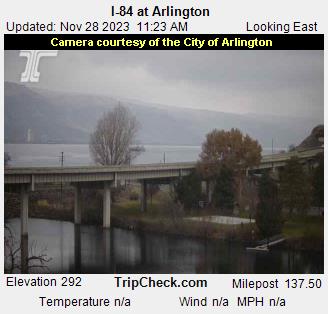 I-84 at Arlington
Updated: Nov 28 2023 11:23 AM Looking East
Camera courtesy of the City of Arlington
Elevation 292 TripCheck.com Milepost 137.50
Temperature n/a Wind n/a MPH n/a